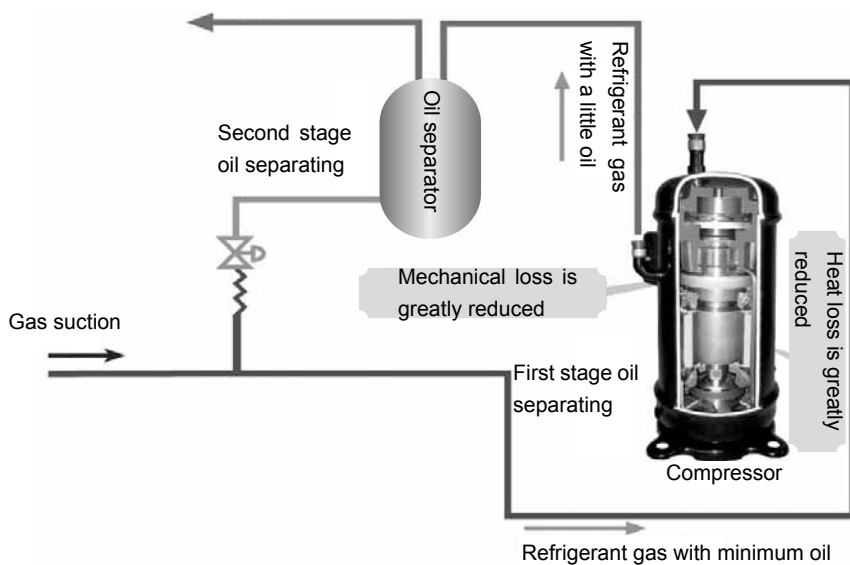 Refrigerant gas
with a little oil
Oil separator
Second stage
oil separating
Mechanical loss is
greatly reduced
Heat loss is greatly
reduced
Gas suction
First stage oil
separating
Compressor
Refrigerant gas with minimum oil